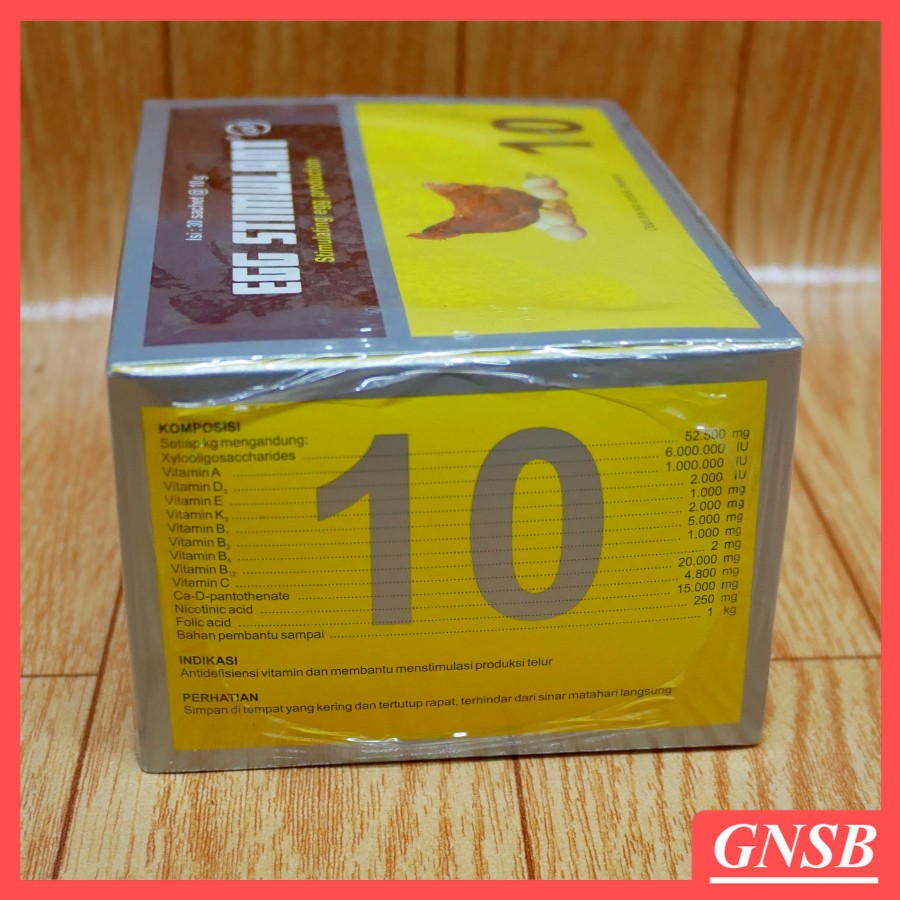 Isi : 30 sachet @ 10 g
EGG STIMULANT
Stimulating egg production
10
KOMPOSISI
Setiap kg mengandung:
Xylooligosaccharides 52.500 mg
Vitamin A 6.000.000 IU
Vitamin D3 1.000.000 IU
Vitamin E 2.000 IU
Vitamin K3 1.000 mg
Vitamin B1 2.000 mg
Vitamin B2 5.000 mg
Vitamin B6 1.000 mg
Vitamin B12 2 mg
Vitamin C 20.000 mg
Ca-D-pantothenate 4.800 mg
Nicotinic acid 15.000 mg
Folic acid 250 mg
Bahan pembantu sampai 1 kg
10
INDIKASI
Antidefisiensi vitamin dan membantu menstimulasi produksi telur
PERHATIAN
Simpan di tempat yang kering dan tertutup rapat, terhindar dari sinar matahari langsung
GNSB